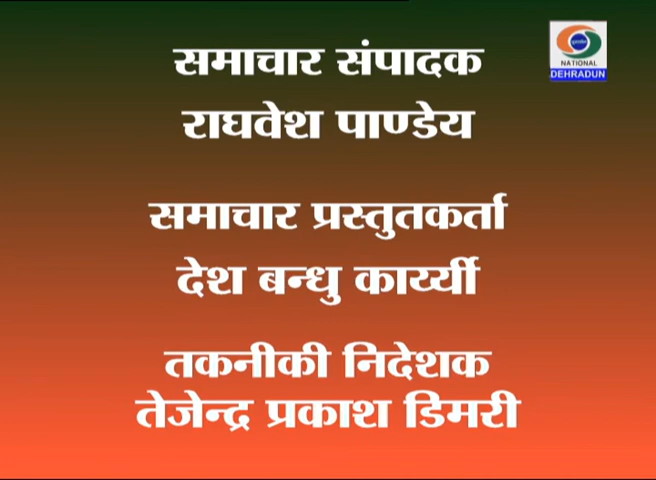 समाचार संपादक
राघवेश पाण्डेय
समाचार प्रस्तुतकर्ता
देश बन्धु कार्य्यी
तकनीकी निदेशक
तेजेन्द्र प्रकाश डिमरी
NATIONAL
DEHRADUN